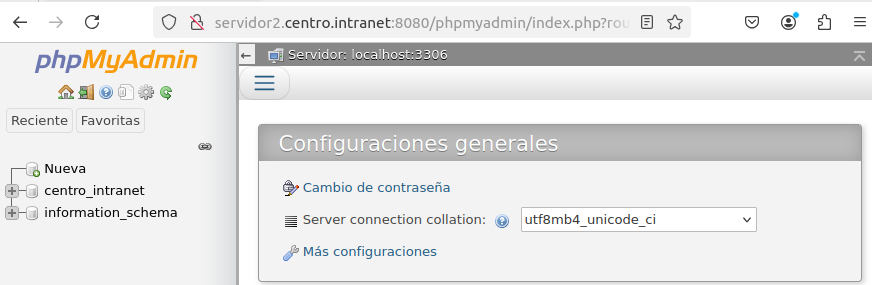 servidor2.centro.intranet:8080/phpmyadmin/index.php?rou
phpMyAdmin
Servidor: localhost:3306
Reciente Favoritas
Nueva
centro_intranet
information_schema
Configuraciones generales
Cambio de contraseña
Server connection collation: utf8mb4_unicode_ci
Más configuraciones